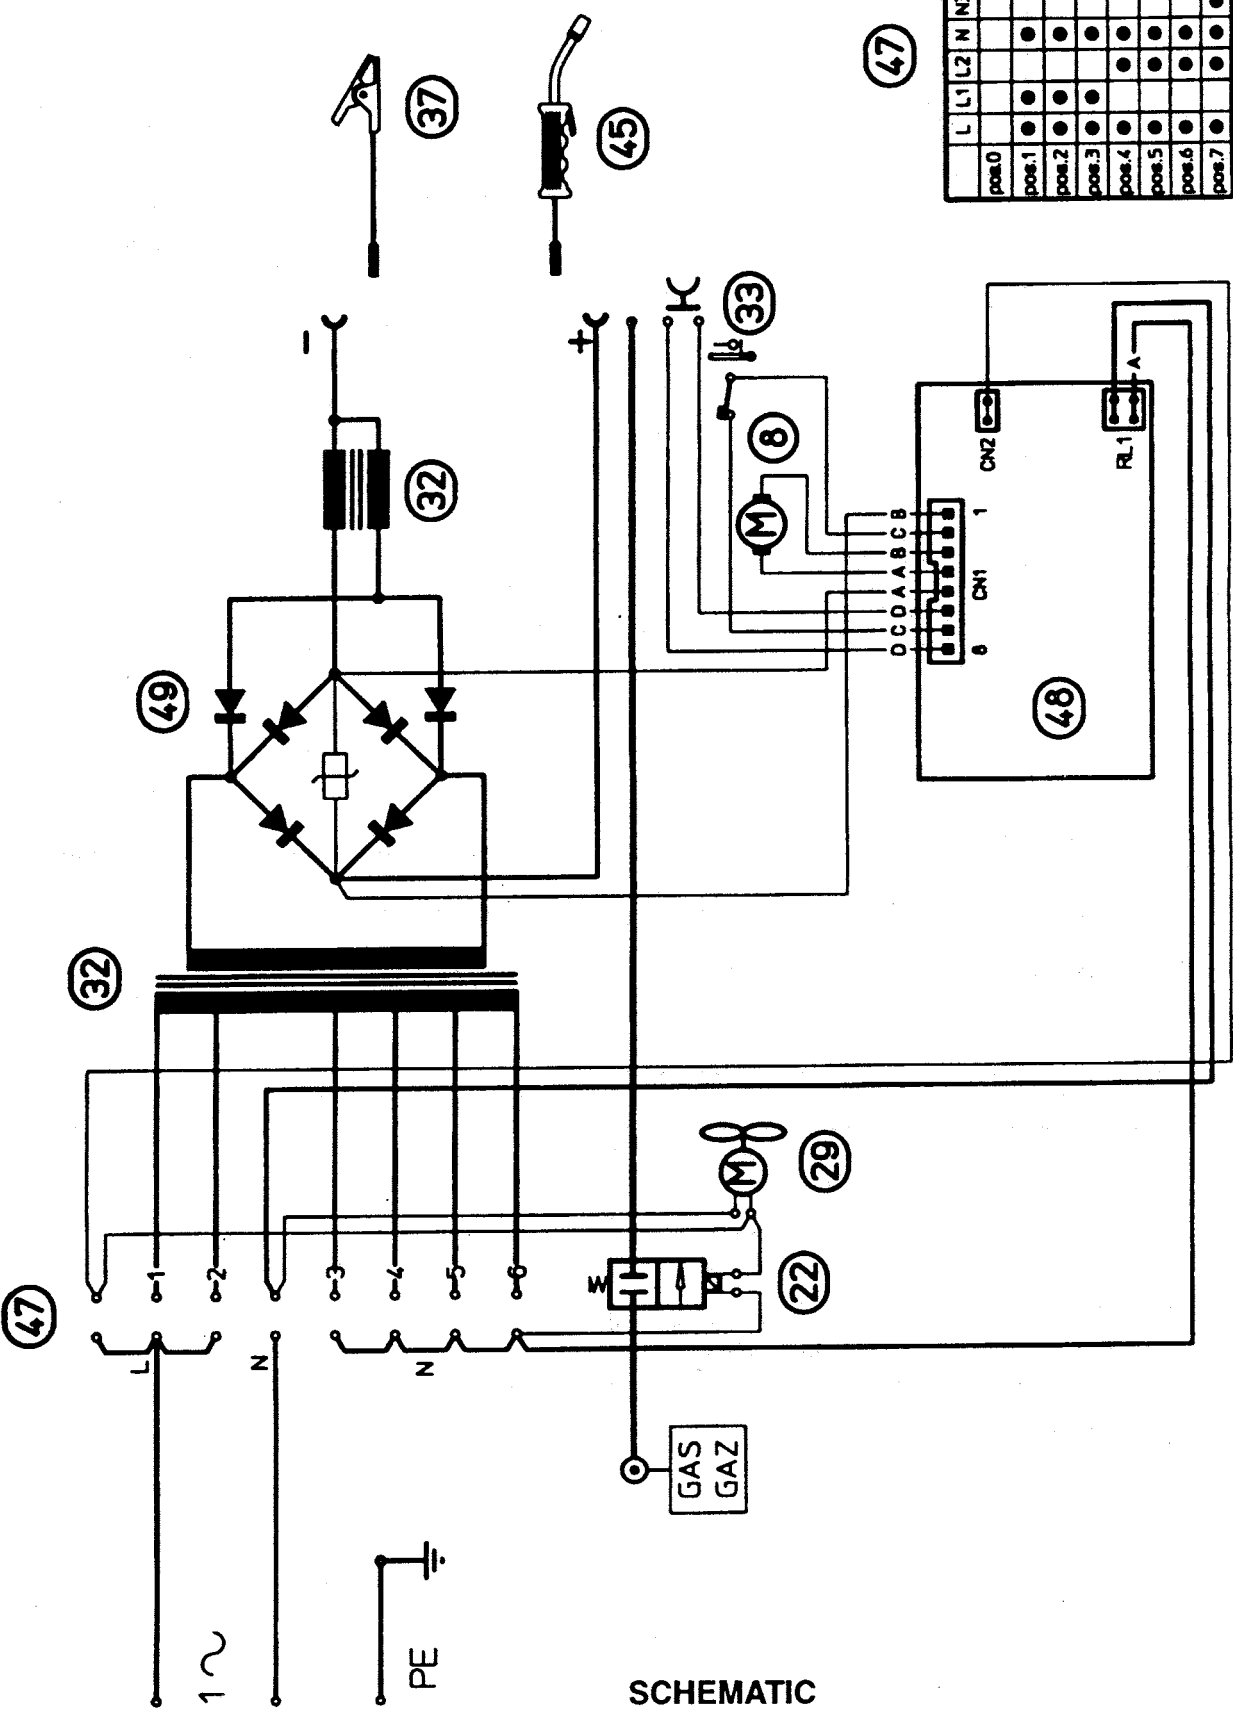 47
L L1 L2 N
pos.0
pos.1
pos.2
pos.3
pos.4
pos.5
pos.6
pos.7
37
45
-
+
33
8
M
32
49
A
CN2
RL1
B
C
B
A
A
D
C
D
1
CN1
8
48
32
M
29
22
47
1
2
3
4
5
6
L
N
N
GAS
GAZ
1~
PE
SCHEMATIC